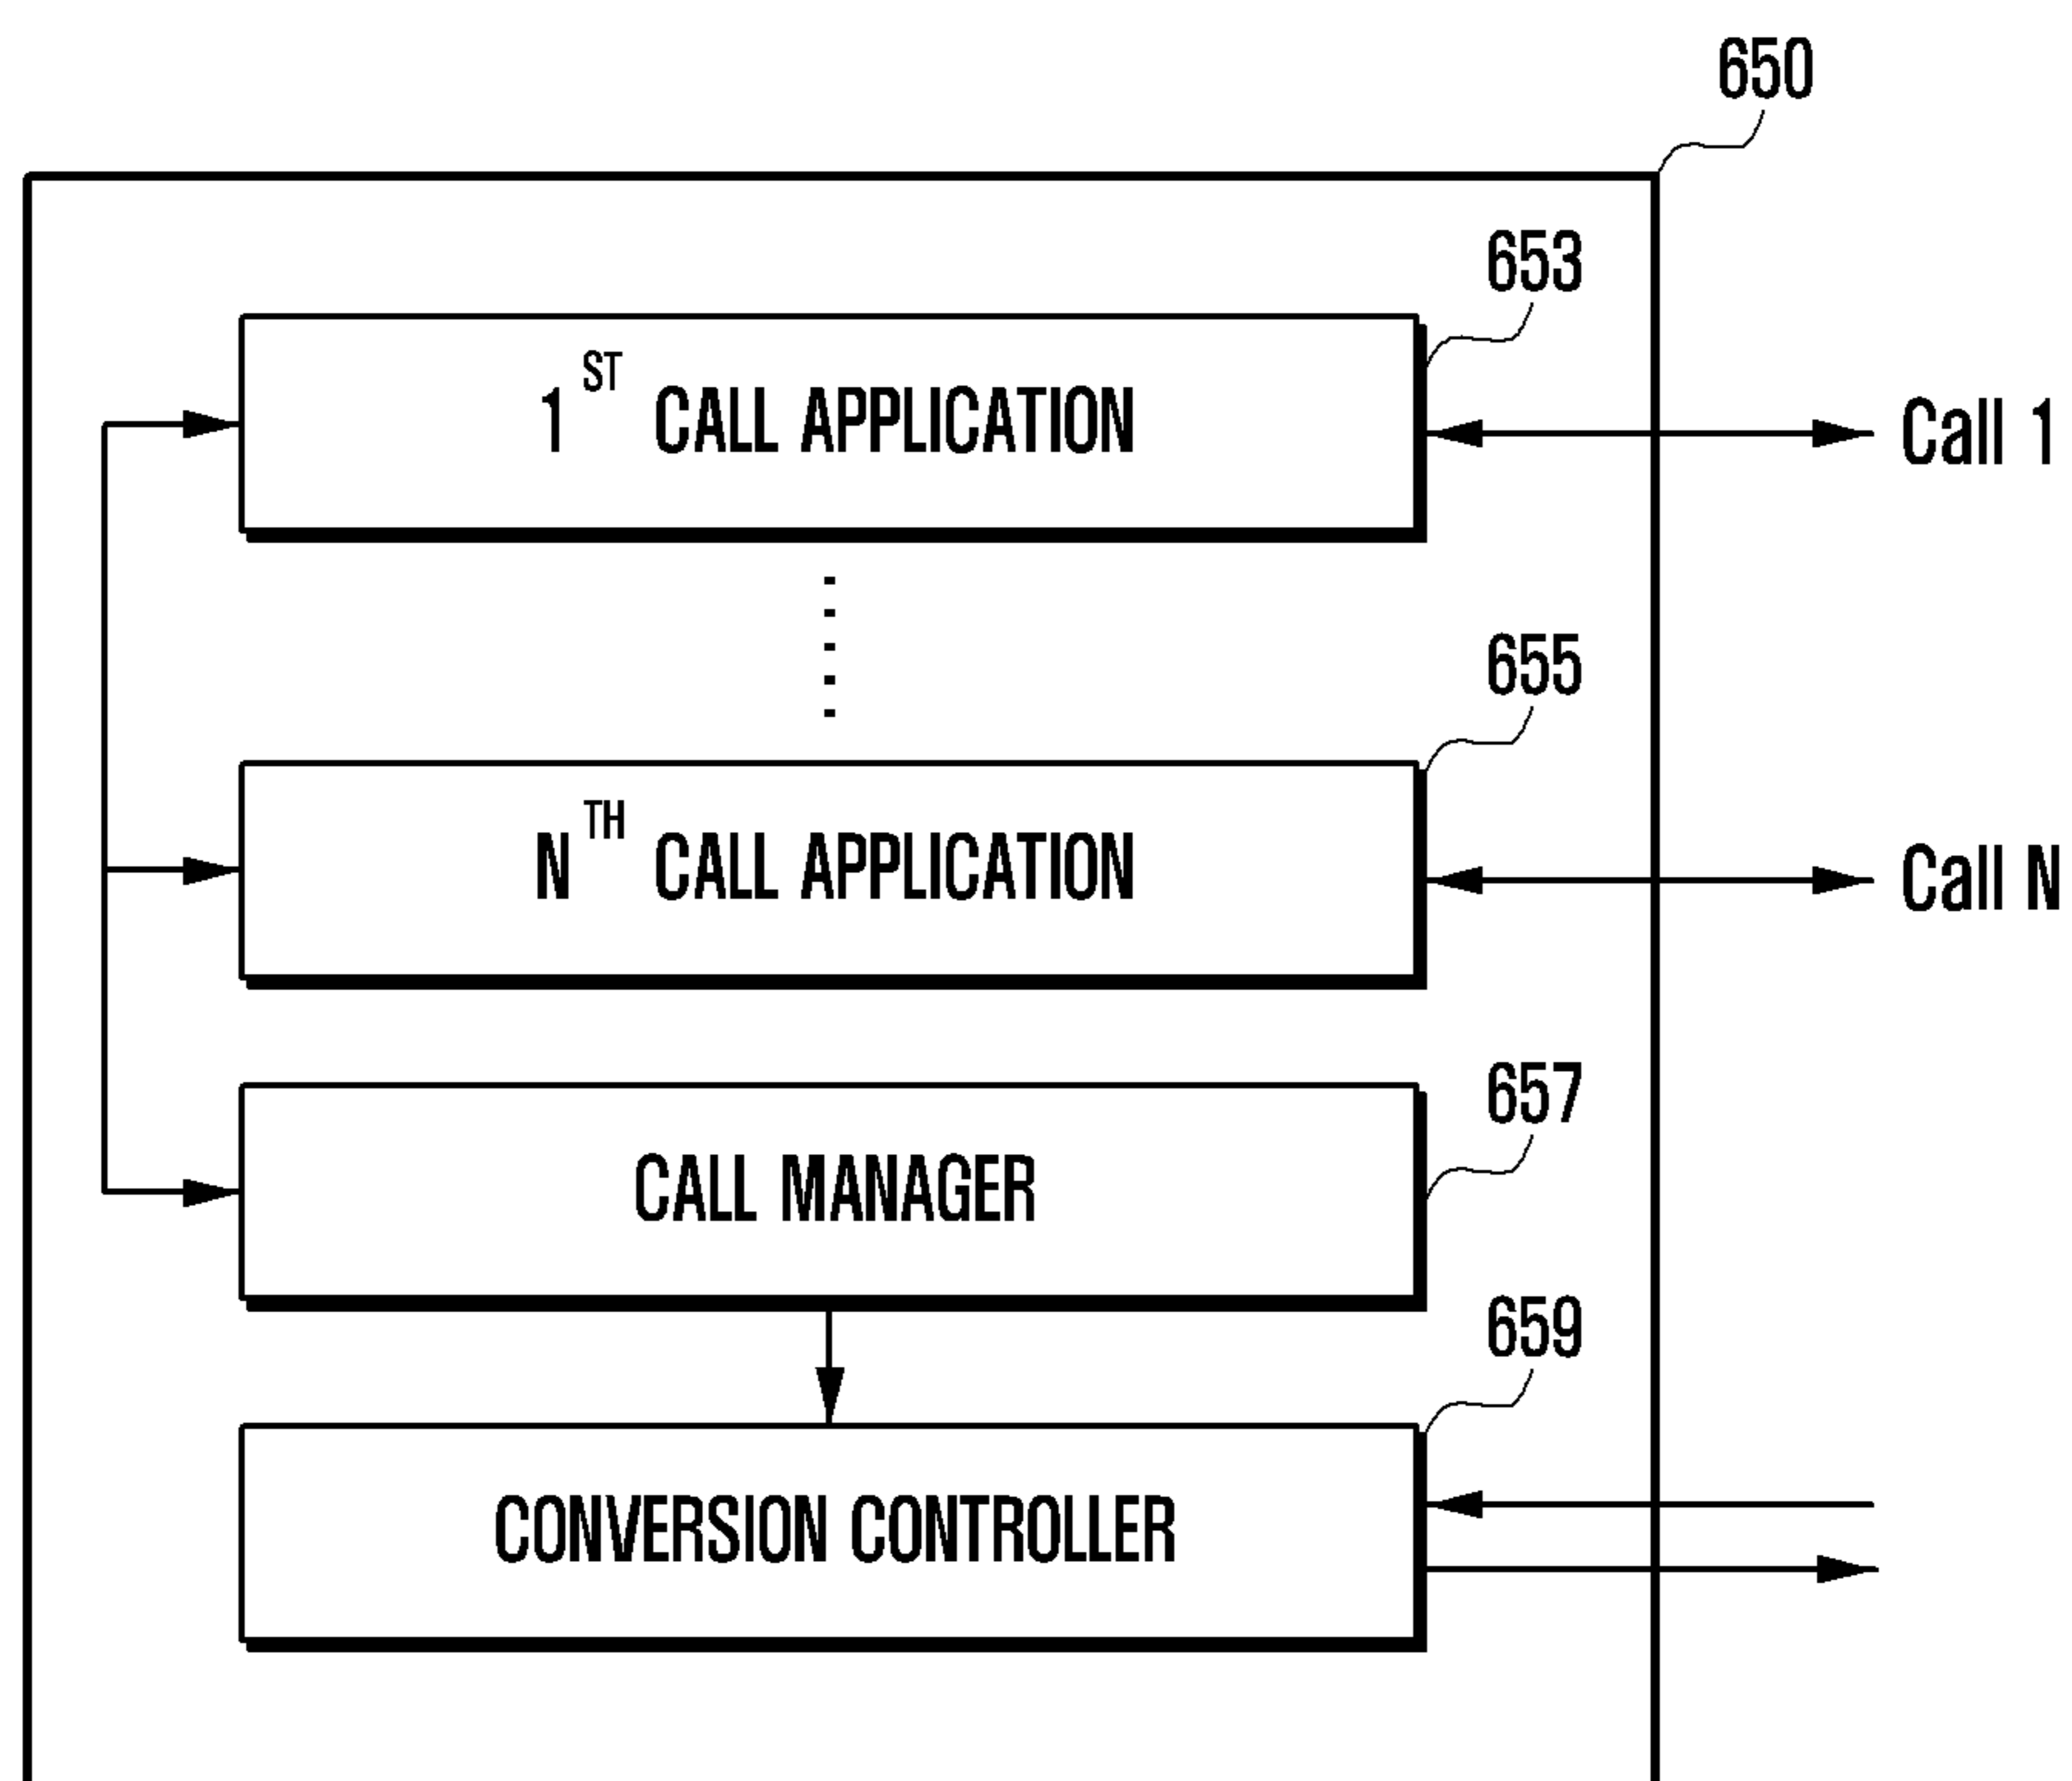 650
653
1ST CALL APPLICATION
Call 1
655
NTH CALL APPLICATION
Call N
657
CALL MANAGER
659
CONVERSION CONTROLLER